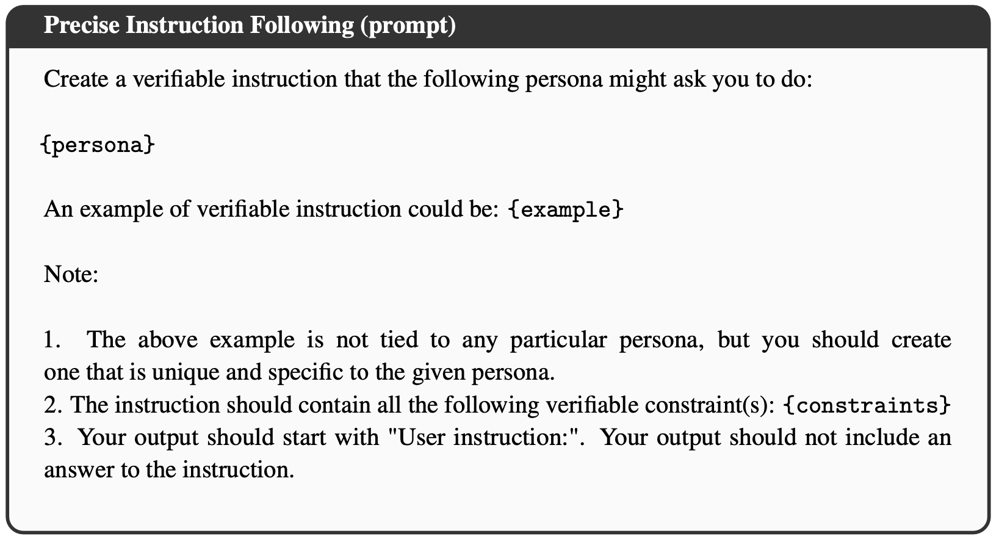 Precise Instruction Following (prompt)
Create a verifiable instruction that the following persona might ask you to do:
{persona}
An example of verifiable instruction could be: {example}
Note:
1. The above example is not tied to any particular persona, but you should create
one that is unique and specific to the given persona.
2. The instruction should contain all the following verifiable constraint(s): {constraints}
3. Your output should start with "User instruction:". Your output should not include an
answer to the instruction.